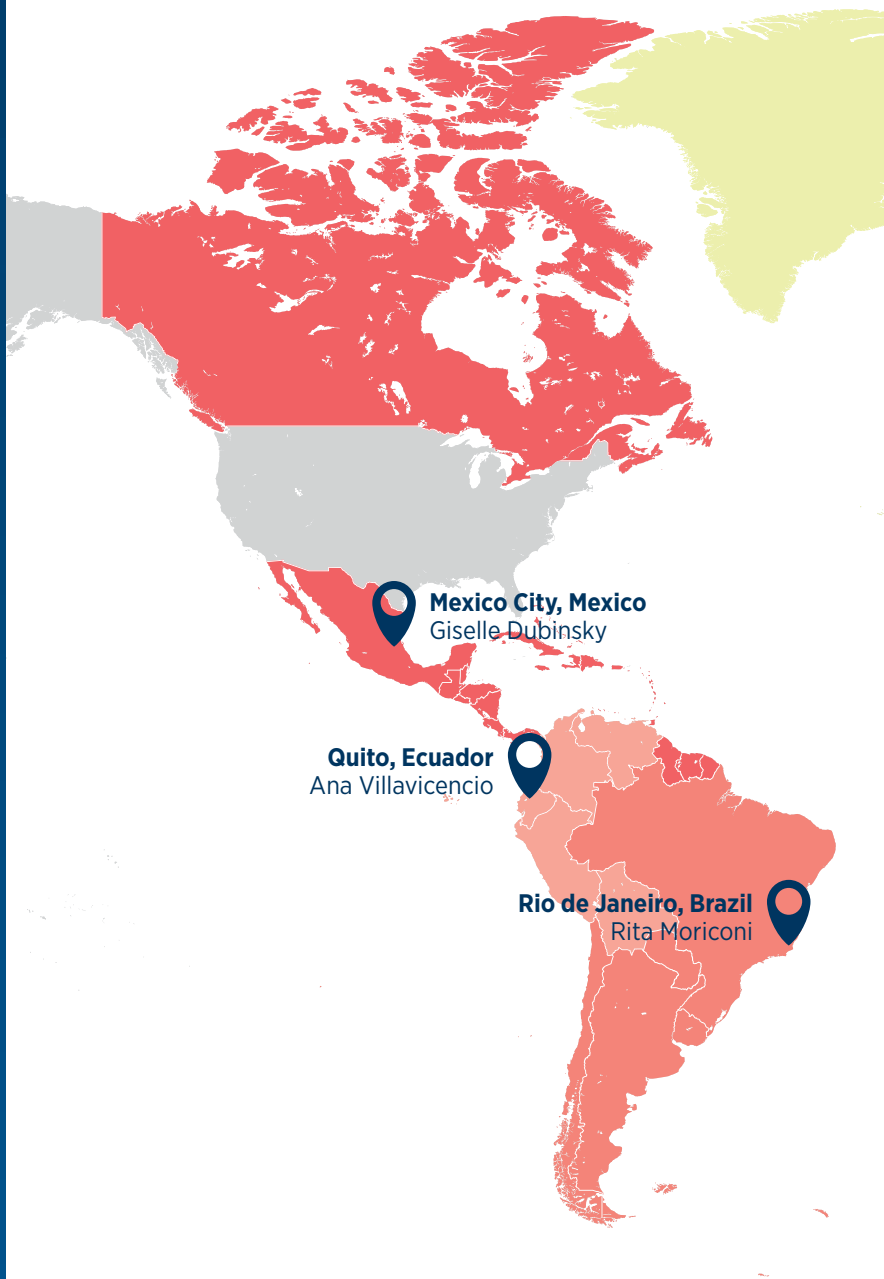 Mexico City, Mexico
Giselle Dubinsky
Quito, Ecuador
Ana Villavicencio
Rio de Janeiro, Brazil
Rita Moriconi